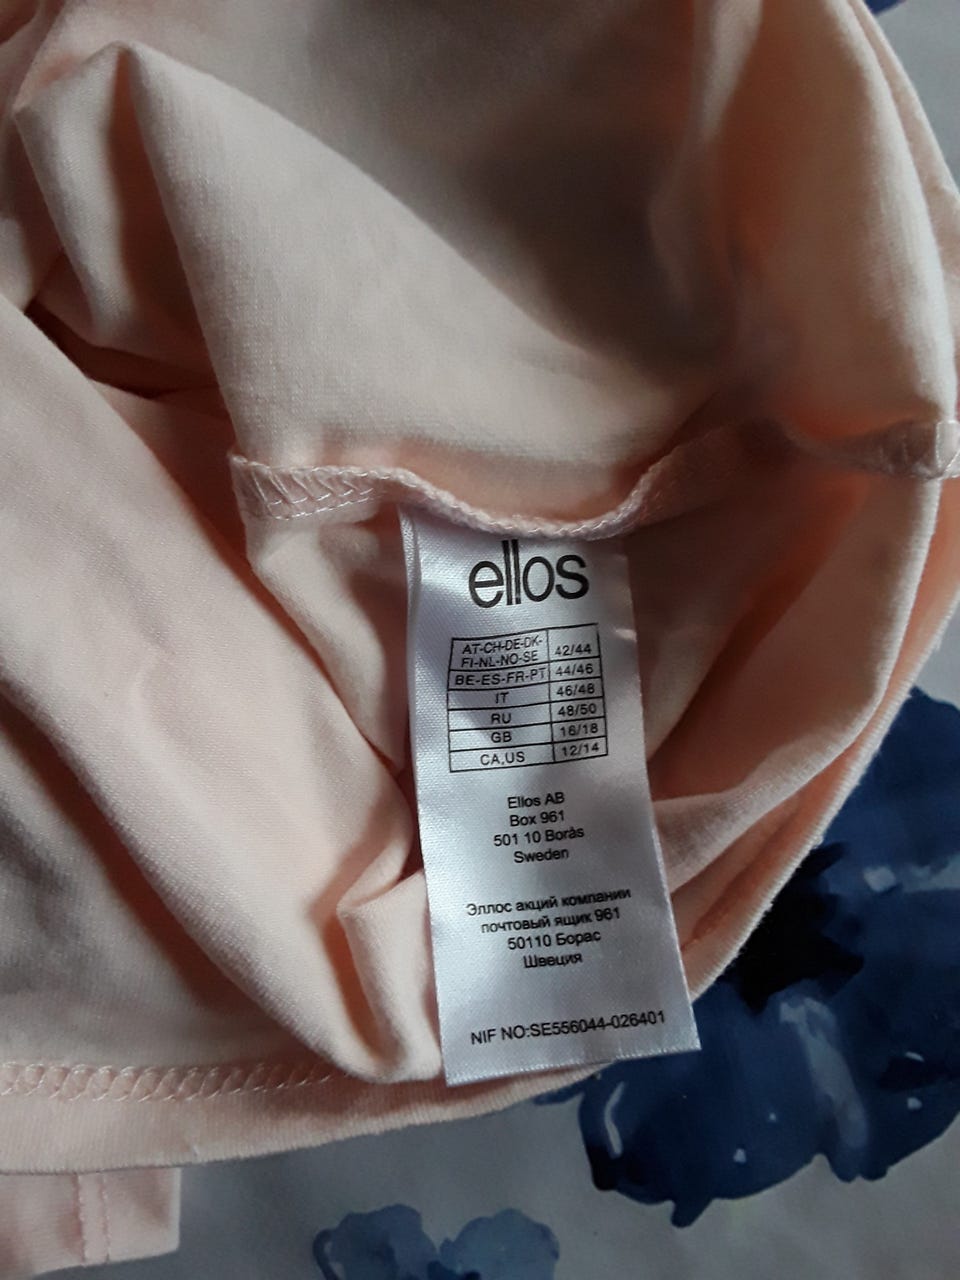 ellos
AT-CH-DE-DK-
FI-NL-NO-SE 42/44
BE-ES-FR-PT 44/46
IT 46/48
RU 48/50
GB 16/18
CA,US 12/14
Ellos AB
Box 961
501 10 Borås
Sweden
Эллос акций компании
почтовый ящик 961
50110 Борас
Швеция
NIF NO:SE556044-026401